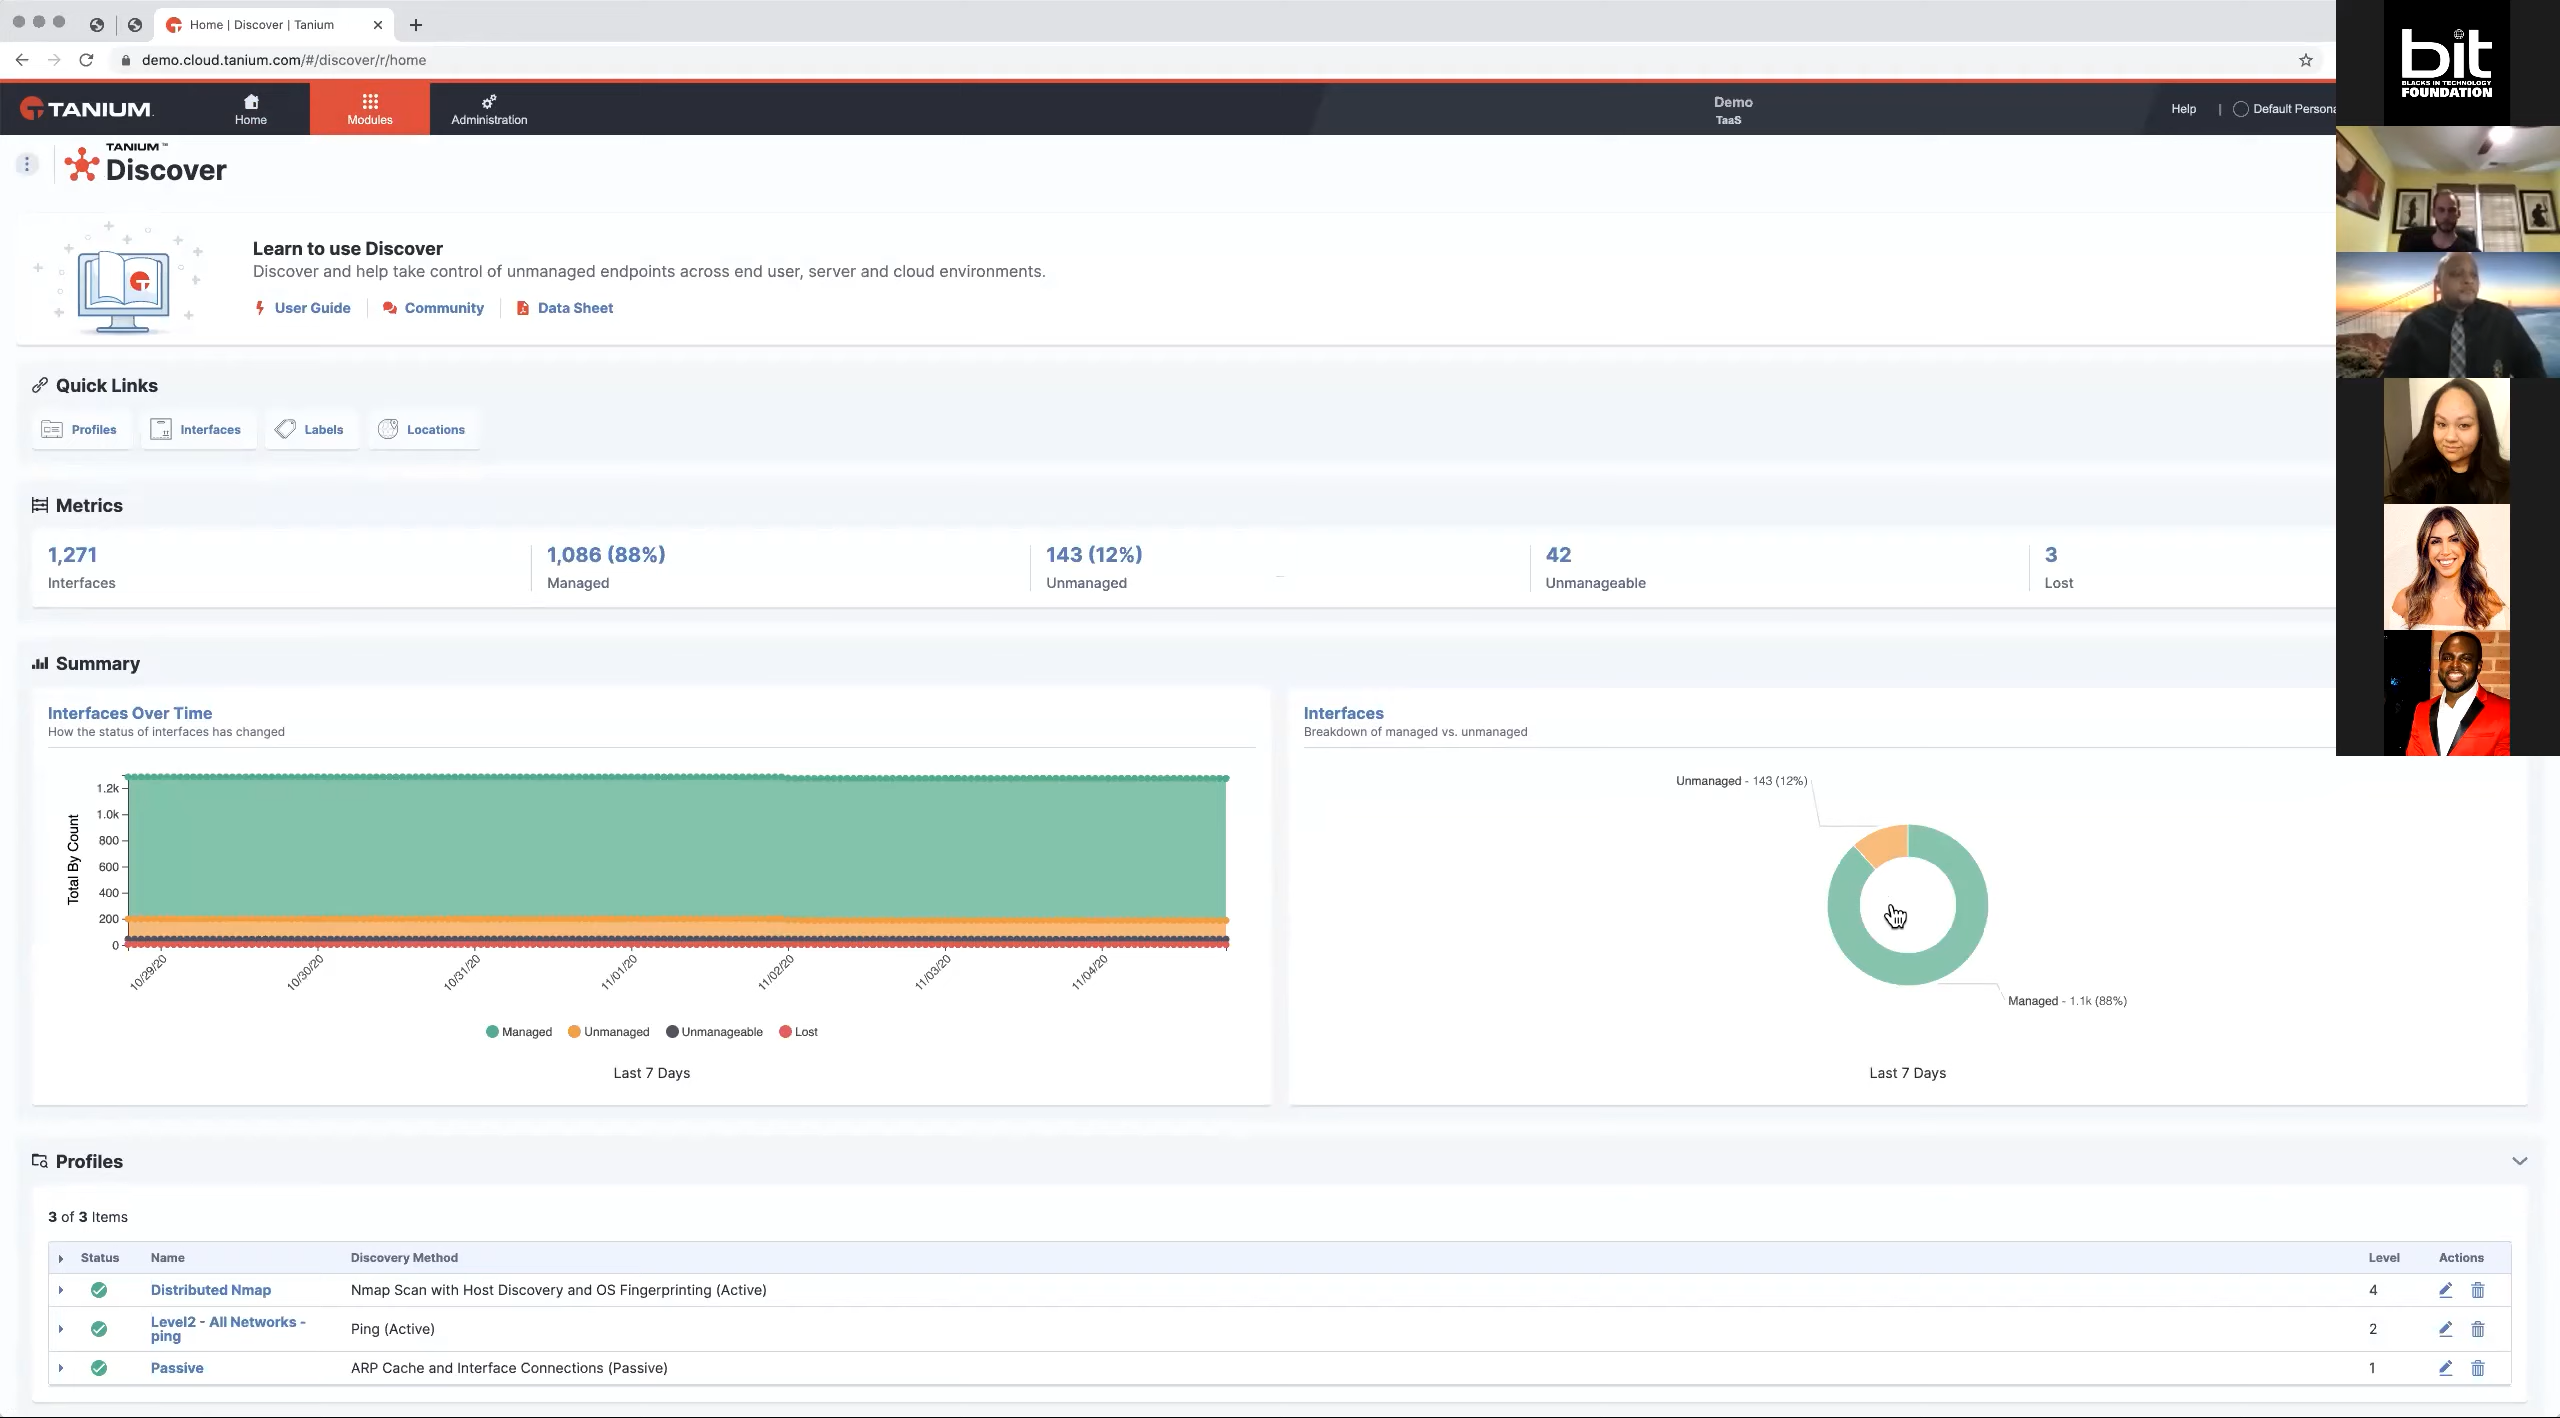 Home | Discover | Tanium
demo.cloud.tanium.com/#/discover/r/home
bit
BLACKS IN TECHNOLOGY
FOUNDATION
TANIUM
Home
Modules
Administration
Demo
TaaS
Help
Default Persona
TANIUM™
Discover
Learn to use Discover
Discover and help take control of unmanaged endpoints across end user, server and cloud environments.
User Guide
Community
Data Sheet
Quick Links
Profiles
Interfaces
Labels
Locations
Metrics
1,271
Interfaces
1,086 (88%)
Managed
143 (12%)
Unmanaged
42
Unmanageable
3
Lost
Summary
Interfaces Over Time
How the status of interfaces has changed
Total By Count
1.2k
1.0k
800
600
400
200
0
10/29/20
10/30/20
10/31/20
11/01/20
11/02/20
11/03/20
11/04/20
Managed
Unmanaged
Unmanageable
Lost
Last 7 Days
Interfaces
Breakdown of managed vs. unmanaged
Unmanaged - 143 (12%)
Managed - 1.1k (88%)
Last 7 Days
Profiles
3 of 3 Items
Status Name Discovery Method Level Actions
Distributed Nmap Nmap Scan with Host Discovery and OS Fingerprinting (Active) 4
Level2 - All Networks -
ping Ping (Active) 2
Passive ARP Cache and Interface Connections (Passive) 1